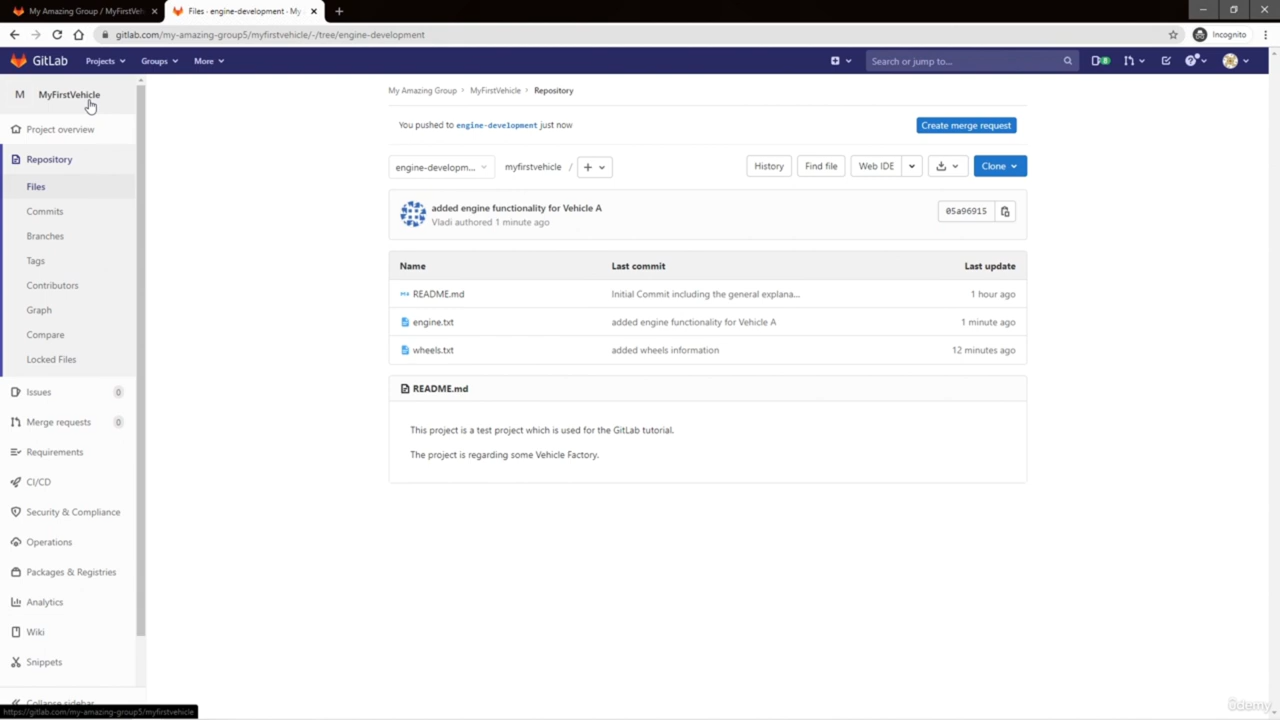 My Amazing Group / MyFirstVehi
Files · engine-development · My
gitlab.com/my-amazing-group5/myfirstvehicle/-/tree/engine-development
Incognito
GitLab
Projects
Groups
More
Search or jump to...
8
M MyFirstVehicle
Project overview
Repository
Files
Commits
Branches
Tags
Contributors
Graph
Compare
Locked Files
Issues 0
Merge requests 0
Requirements
CI/CD
Security & Compliance
Operations
Packages & Registries
Analytics
Wiki
Snippets
Collapse sidebar
https://gitlab.com/my-amazing-group5/myfirstvehicle
My Amazing Group > MyFirstVehicle > Repository
You pushed to engine-development just now
Create merge request
engine-developm...
myfirstvehicle / +
History
Find file
Web IDE
Clone
added engine functionality for Vehicle A
Vladi authored 1 minute ago
05a96915
Name Last commit Last update
README.md Initial Commit including the general explana... 1 hour ago
engine.txt added engine functionality for Vehicle A 1 minute ago
wheels.txt added wheels information 12 minutes ago
README.md
This project is a test project which is used for the GitLab tutorial.
The project is regarding some Vehicle Factory.
ûdemy